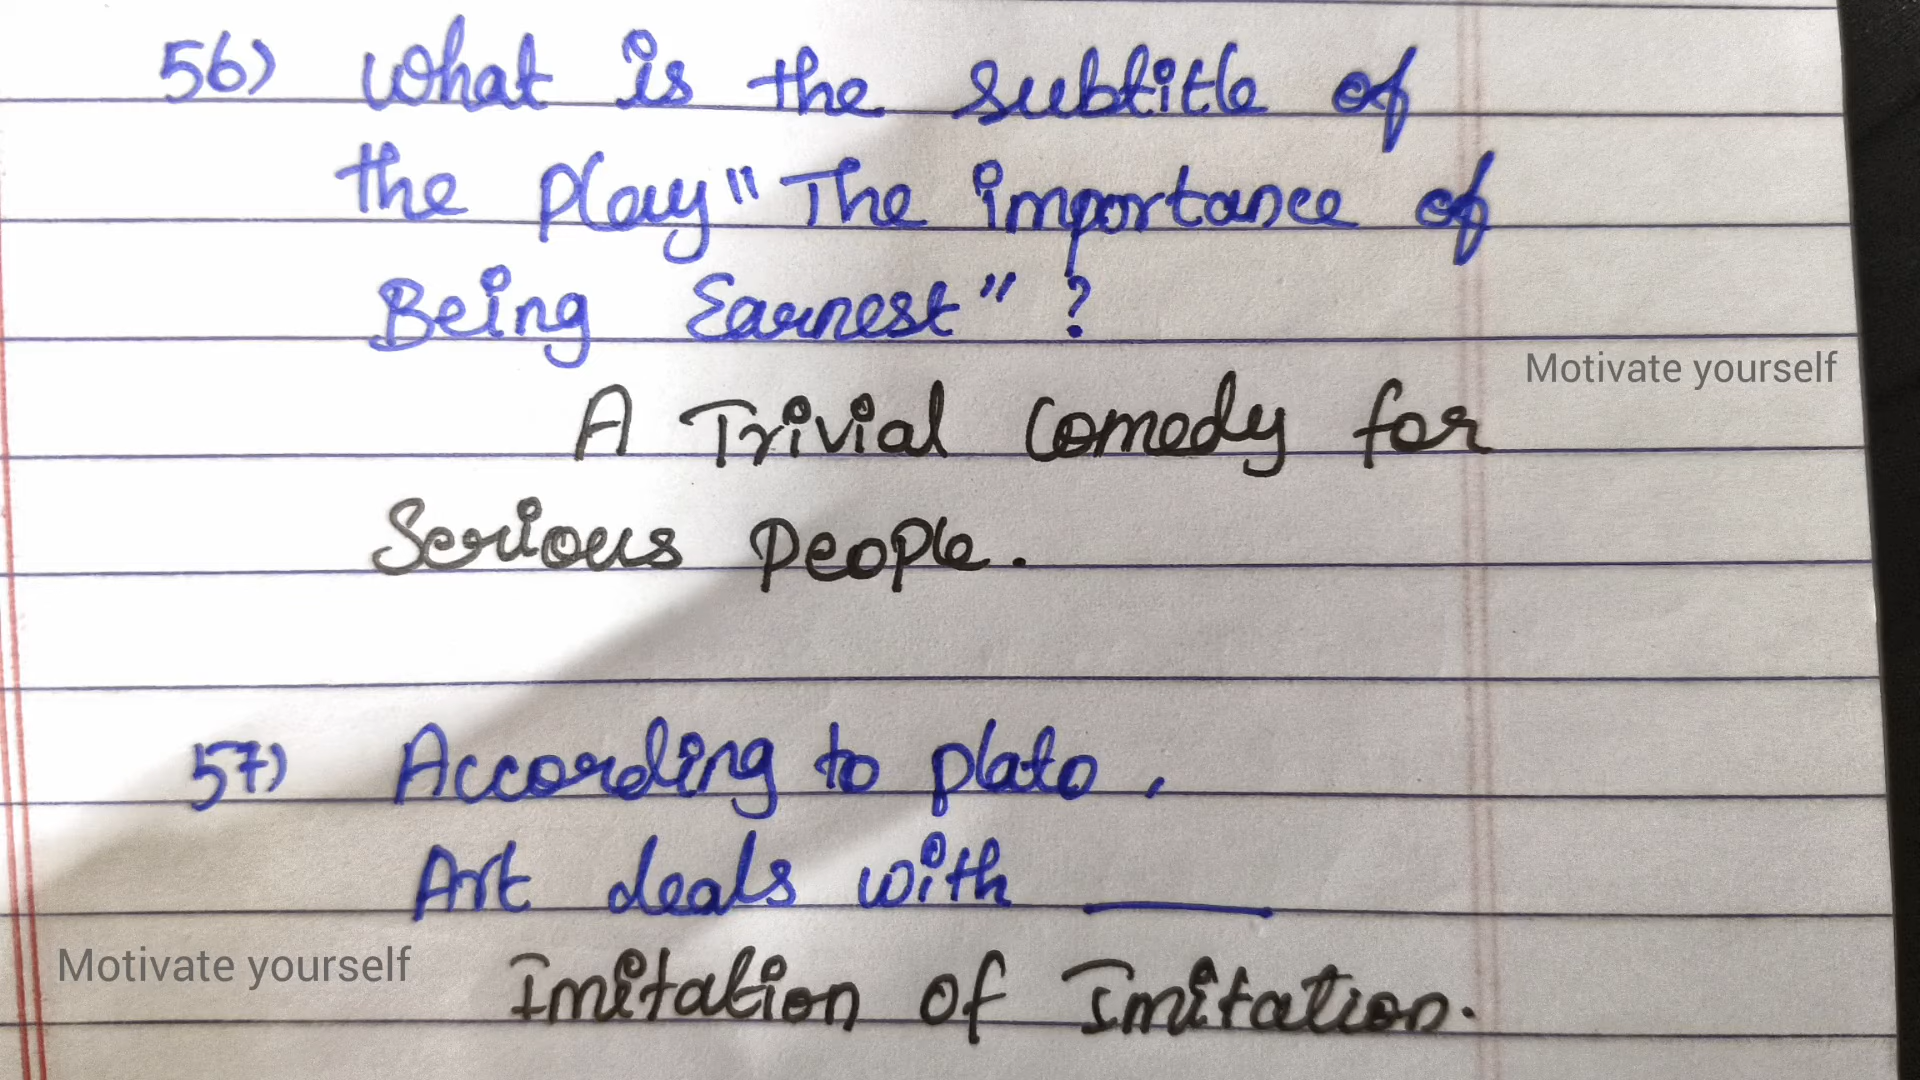 56) What is the subtitle of
the play" The importance of
Being Earnest" ?
Motivate yourself
A Trivial Comedy for
Serious People.
57) According to plato,
Art deals with ______
Motivate yourself
Imitation of Imitation.